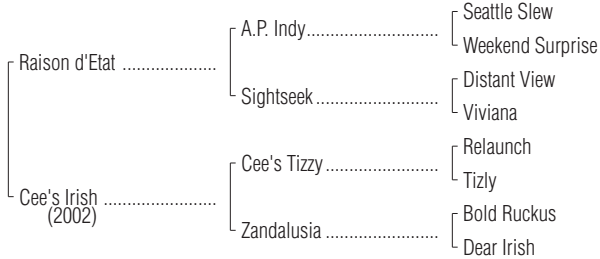 Seattle Slew
A.P. Indy..............................
Weekend Surprise
Raison d'Etat .....................
Distant View
Sightseek ............................
Viviana
Relaunch
Cee's Tizzy .........................
Tizly
Cee's Irish .........................
(2002)
Bold Ruckus
Zandalusia .........................
Dear Irish